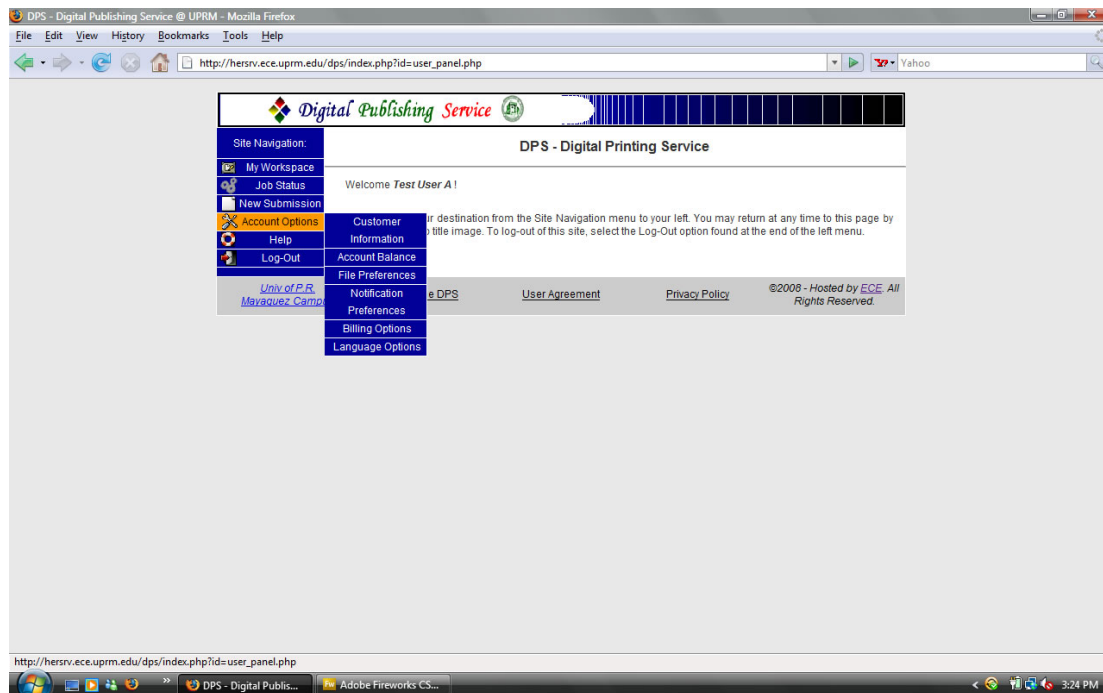 DPS - Digital Publishing Service @ UPRM - Mozilla Firefox
File Edit View History Bookmarks Tools Help
http://hersrv.ece.uprm.edu/dps/index.php?id=user_panel.php
Yahoo
Digital Publishing Service
Site Navigation:
DPS - Digital Printing Service
My Workspace
Job Status
Welcome Test User A !
New Submission
Account Options
Customer
Information
ur destination from the Site Navigation menu to your left. You may return at any time to this page by
title image. To log-out of this site, select the Log-Out option found at the end of the left menu.
Help
Log-Out
Account Balance
File Preferences
Notification
Preferences
Billing Options
Language Options
Univ of P.R.
Mayaguez Camp
e DPS
User Agreement
Privacy Policy
©2008 - Hosted by ECE. All
Rights Reserved.
http://hersrv.ece.uprm.edu/dps/index.php?id=user_panel.php
DPS - Digital Publis...
Fw Adobe Fireworks CS...
3:24 PM